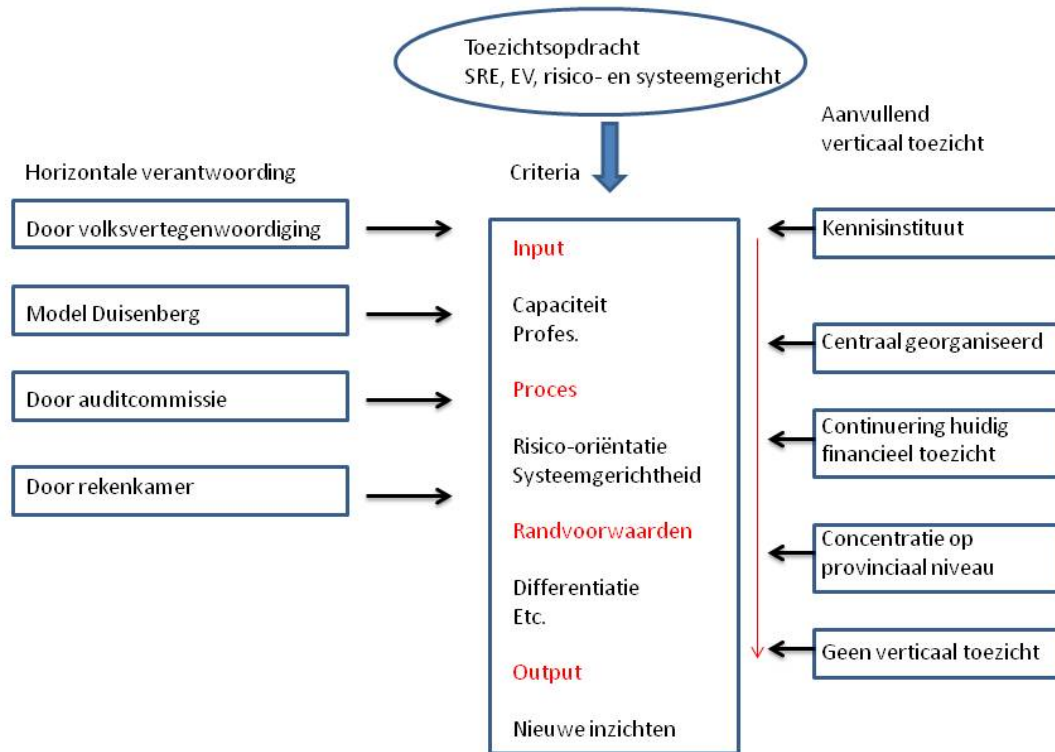 Toezichtsopdracht
SRE, EV, risico- en systeemgericht
Aanvullend
verticaal toezicht
Horizontale verantwoording
Criteria
Door volksvertegenwoordiging
Model Duisenberg
Door auditcommissie
Door rekenkamer
Input
Capaciteit
Profes.
Proces
Risico-oriëntatie
Systeemgerichtheid
Randvoorwaarden
Differentiatie
Etc.
Output
Nieuwe inzichten
Kennisinstituut
Centraal georganiseerd
Continuering huidig
financieel toezicht
Concentratie op
provinciaal niveau
Geen verticaal toezicht